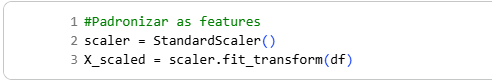 1 #Padronizar as features
2 scaler = StandardScaler()
3 X_scaled = scaler.fit_transform(df)